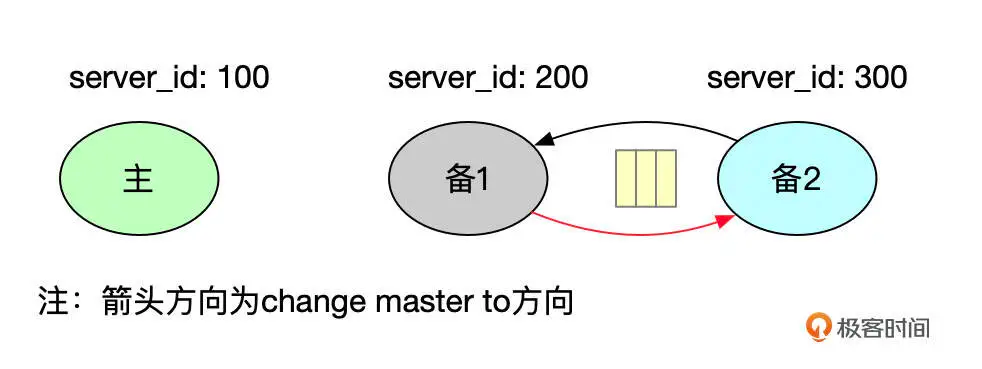 server_id: 100
server_id: 200
server_id: 300
主
备1
备2
注：箭头方向为change master to方向
极客时间